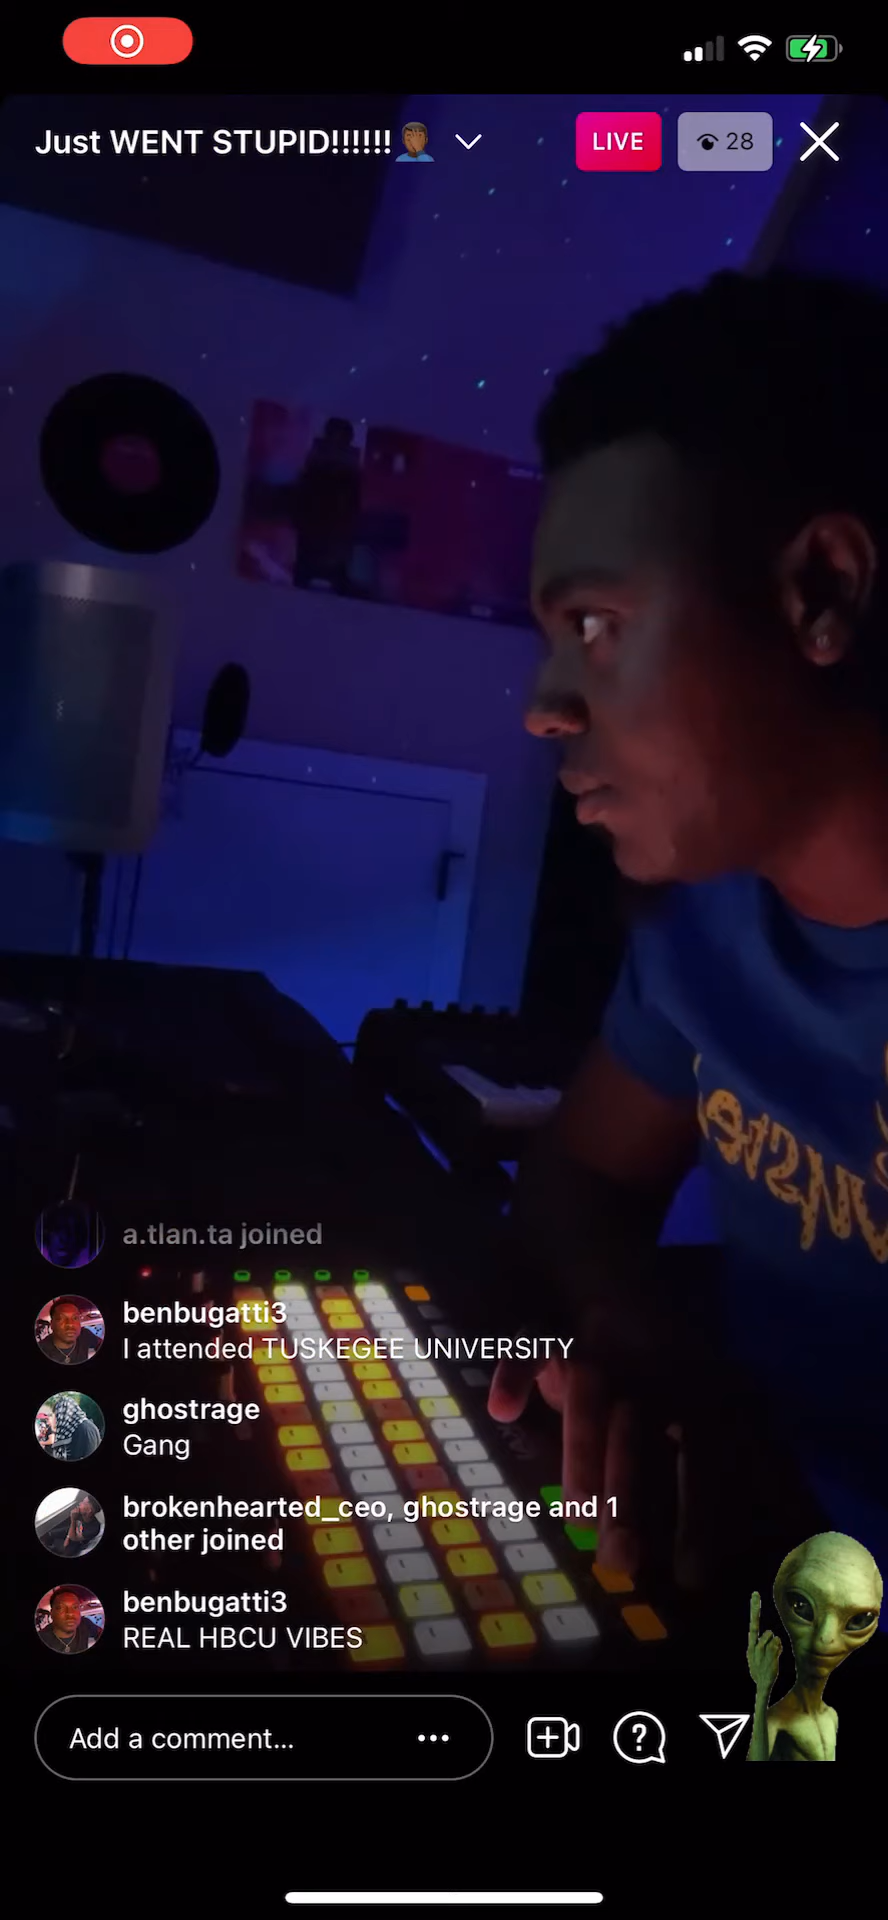 Just WENT STUPID!!!!!!🤦🏾‍♂️
LIVE
28
a.tlan.ta joined
benbugatti3
I attended TUSKEGEE UNIVERSITY
ghostrage
Gang
brokenhearted_ceo, ghostrage and 1
other joined
benbugatti3
REAL HBCU VIBES
Add a comment...